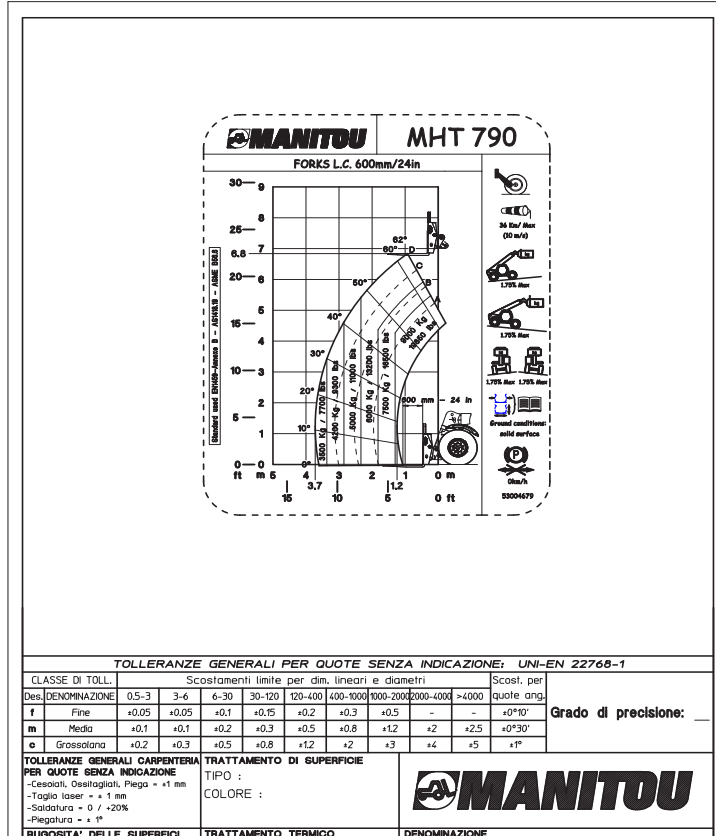 MANITOU
MHT 790
FORKS L.C. 600mm/24in
30 9
8
25
7
6.8
20 6
5
15
4
10 3
2
5
1
0 0
ft m 5 4 3 2 1 0 m
3.7 1.2
15 10 5 0 ft
62°
60°
50°
40°
30°
20°
10°
0°
D
C
B
A
3500 Kg / 7700 lbs
4200 Kg / 9300 lbs
5000 Kg / 11000 lbs
6000 Kg / 13200 lbs
7500 Kg / 16500 lbs
9000 Kg
600 mm - 24 in
Standard used EN1459-Annexe B - AS1418.19 - ASME B56.6
36 Km/ Max
(10 m/s)
kg
1.75% Max
kg
1.75% Max
1.75% Max 1.75% Max
Ground conditions:
solid surface
P
0km/h
53004679
TOLLERANZE GENERALI PER QUOTE SENZA INDICAZIONE: UNI-EN 22768-1
CLASSE DI TOLL. Scostamenti limite per dim. lineari e diametri Scost. per
Des. DENOMINAZIONE 0.5-3 3-6 6-30 30-120 120-400 400-1000 1000-2000 2000-4000 >4000 quote ang.
f Fine ±0.05 ±0.05 ±0.1 ±0.15 ±0.2 ±0.3 ±0.5 - - ±0°10'
m Media ±0.1 ±0.1 ±0.2 ±0.3 ±0.5 ±0.8 ±1.2 ±2 ±2.5 ±0°30'
c Grossolana ±0.2 ±0.3 ±0.5 ±0.8 ±1.2 ±2 ±3 ±4 ±5 ±1°
Grado di precisione: __
TOLLERANZE GENERALI CARPENTERIA
PER QUOTE SENZA INDICAZIONE
-Cesoiati, Ossitagliati, Piega = ±1 mm
-Taglio laser = ± 1 mm
-Saldatura = 0 / +20%
-Piegatura = ± 1°
TRATTAMENTO DI SUPERFICIE
TIPO :
COLORE :
MANITOU
RUGOSITA' DELLE SUPERFICI
TRATTAMENTO TERMICO
DENOMINAZIONE